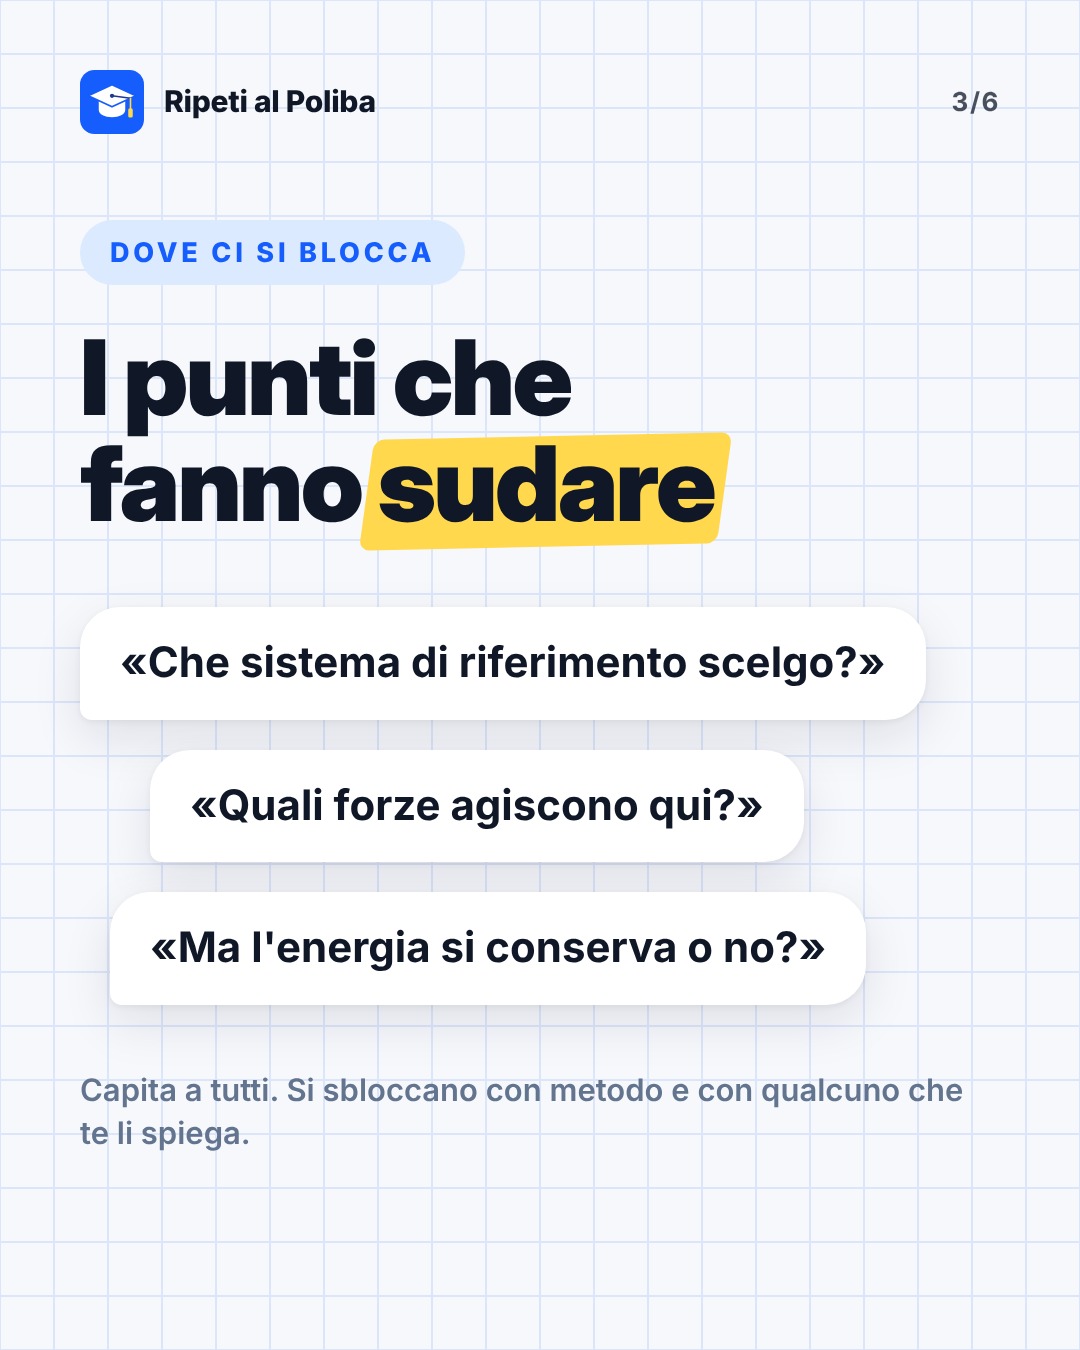 Ripeti al Poliba
3/6
DOVE CI SI BLOCCA
I punti che
fanno sudare
«Che sistema di riferimento scelgo?»
«Quali forze agiscono qui?»
«Ma l'energia si conserva o no?»
Capita a tutti. Si sbloccano con metodo e con qualcuno che
te li spiega.